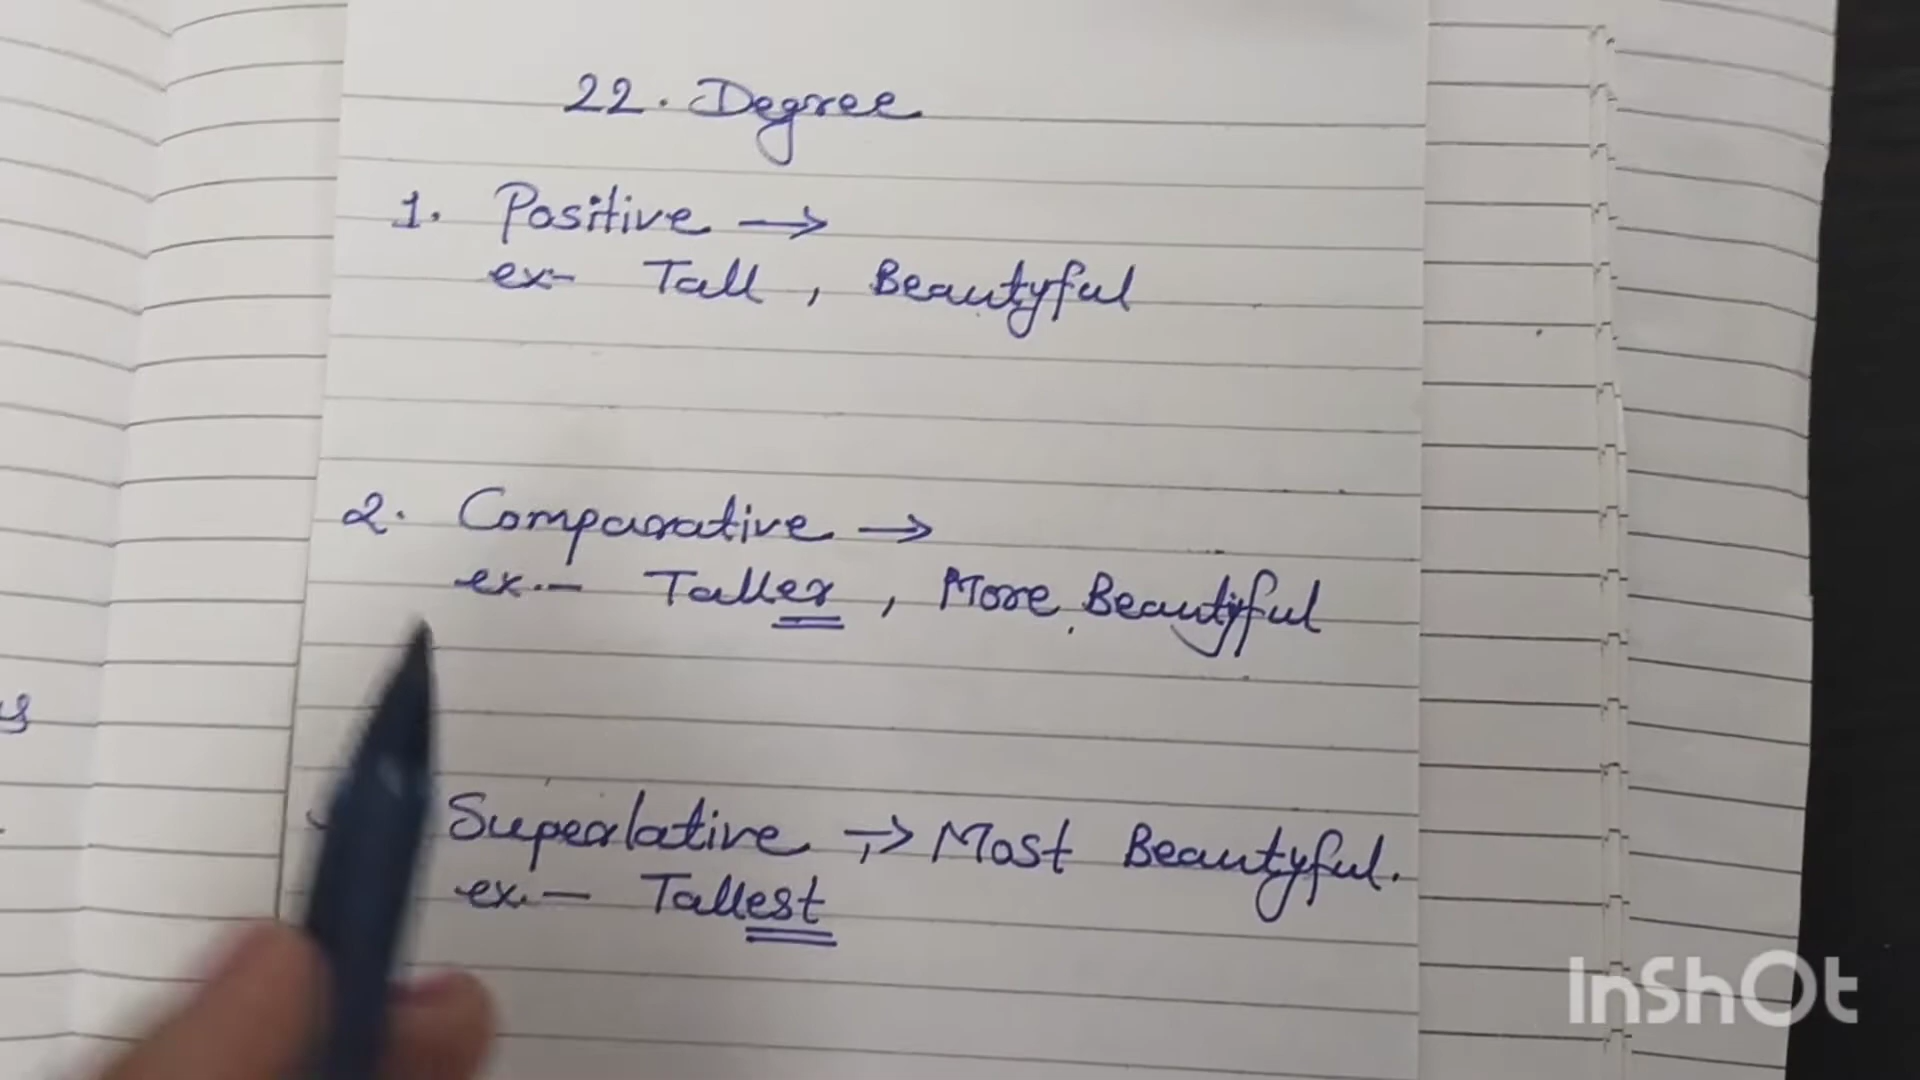 22. Degree
1. Positive →
ex- Tall, Beautyful
2. Comparative →
ex.- Taller, More Beautyful
Superlative → Most Beautyful.
ex.- Tallest
InShOt